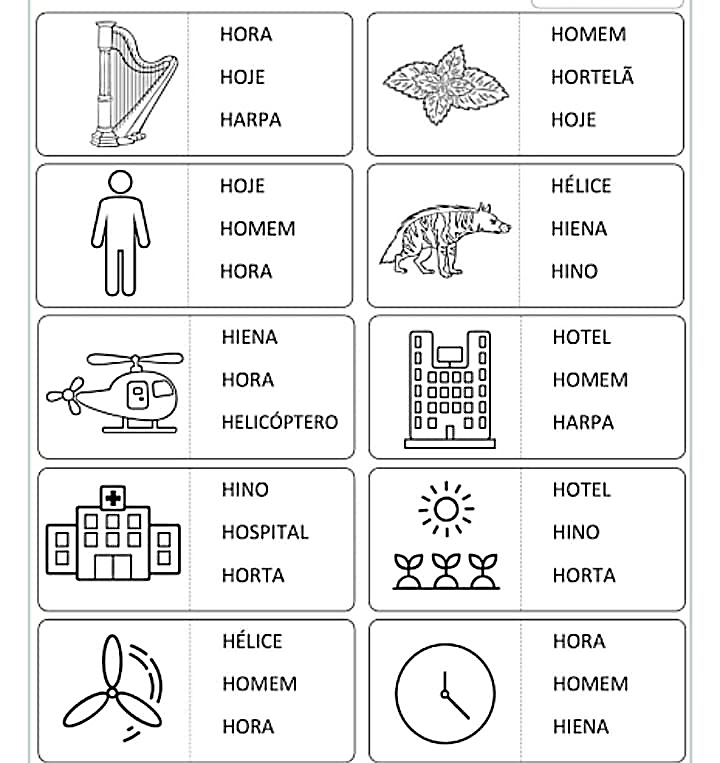 HORA
HOJE
HARPA
HOMEM
HORTELÃ
HOJE
HOJE
HOMEM
HORA
HÉLICE
HIENA
HINO
HIENA
HORA
HELICÓPTERO
HOTEL
HOMEM
HARPA
HINO
HOSPITAL
HORTA
HOTEL
HINO
HORTA
HÉLICE
HOMEM
HORA
HORA
HOMEM
HIENA